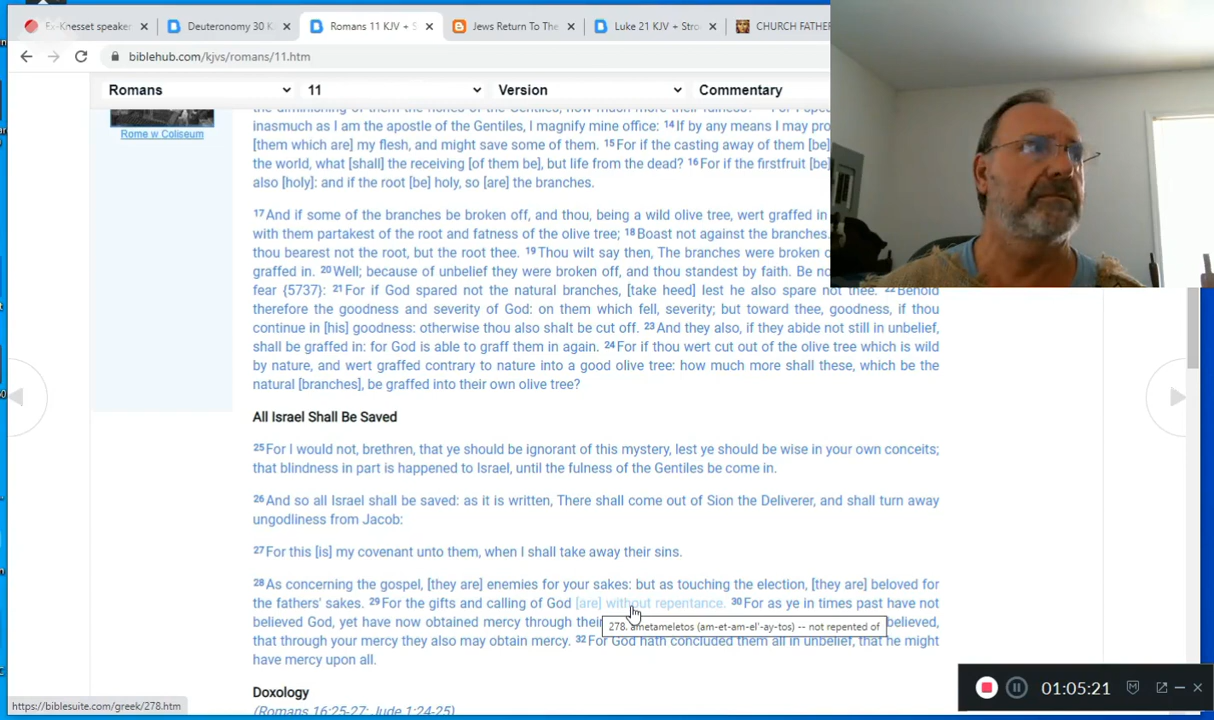 Ex-Knesset speaker
Deuteronomy 30 K
Romans 11 KJV + S
Jews Return To The
Luke 21 KJV + Stro
CHURCH FATHER
biblehub.com/kjvs/romans/11.htm
Romans 11 Version Commentary
Rome w Coliseum
the diminishing of them the riches of the Gentiles; how much more their fulness?
inasmuch as I am the apostle of the Gentiles, I magnify mine office: 14 If by any means I may pro
[them which are] my flesh, and might save some of them. 15 For if the casting away of them [be]
the world, what [shall] the receiving [of them be], but life from the dead? 16 For if the firstfruit [be]
also [holy]: and if the root [be] holy, so [are] the branches.
17 And if some of the branches be broken off, and thou, being a wild olive tree, wert graffed in
with them partakest of the root and fatness of the olive tree; 18 Boast not against the branches.
thou bearest not the root, but the root thee. 19 Thou wilt say then, The branches were broken o
graffed in. 20 Well; because of unbelief they were broken off, and thou standest by faith. Be no
fear {5737}: 21 For if God spared not the natural branches, [take heed] lest he also spare not thee. 22 Behold
therefore the goodness and severity of God: on them which fell, severity; but toward thee, goodness, if thou
continue in [his] goodness: otherwise thou also shalt be cut off. 23 And they also, if they abide not still in unbelief,
shall be graffed in: for God is able to graff them in again. 24 For if thou wert cut out of the olive tree which is wild
by nature, and wert graffed contrary to nature into a good olive tree: how much more shall these, which be the
natural [branches], be graffed into their own olive tree?
All Israel Shall Be Saved
25 For I would not, brethren, that ye should be ignorant of this mystery, lest ye should be wise in your own conceits;
that blindness in part is happened to Israel, until the fulness of the Gentiles be come in.
26 And so all Israel shall be saved: as it is written, There shall come out of Sion the Deliverer, and shall turn away
ungodliness from Jacob:
27 For this [is] my covenant unto them, when I shall take away their sins.
28 As concerning the gospel, [they are] enemies for your sakes: but as touching the election, [they are] beloved for
the fathers' sakes. 29 For the gifts and calling of God [are] without repentance. 30 For as ye in times past have not
believed God, yet have now obtained mercy through their believed,
278. ametameletos (am-et-am-el'-ay-tos) -- not repented of
that through your mercy they also may obtain mercy. 32 For God hath concluded them all in unbelief, that he might
have mercy upon all.
Doxology
(Romans 16:25-27; Jude 1:24-25)
https://biblesuite.com/greek/278.htm
01:05:21